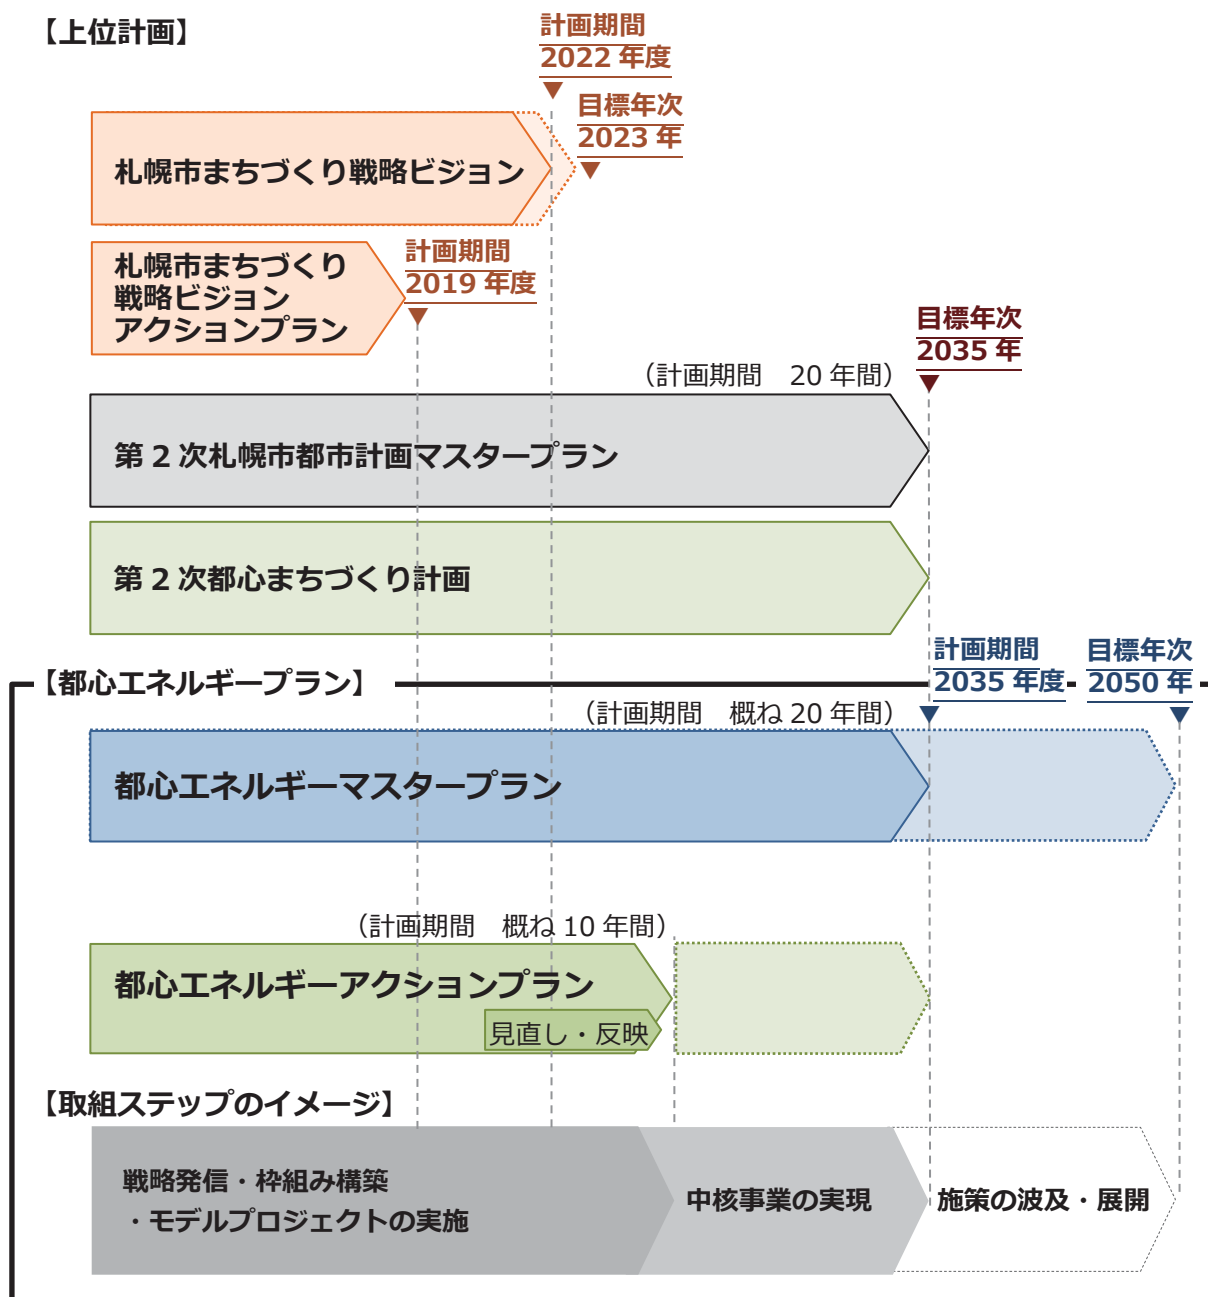 【上位計画】
計画期間
2022 年度
目標年次
2023 年
札幌市まちづくり戦略ビジョン
計画期間
2019 年度
札幌市まちづくり
戦略ビジョン
アクションプラン
目標年次
2035 年
（計画期間　20 年間）
第 2 次札幌市都市計画マスタープラン
第 2 次都心まちづくり計画
【都心エネルギープラン】
計画期間
2035 年度
目標年次
2050 年
（計画期間　概ね 20 年間）
都心エネルギーマスタープラン
（計画期間　概ね 10 年間）
都心エネルギーアクションプラン
見直し・反映
【取組ステップのイメージ】
戦略発信・枠組み構築
・モデルプロジェクトの実施
中核事業の実現
施策の波及・展開